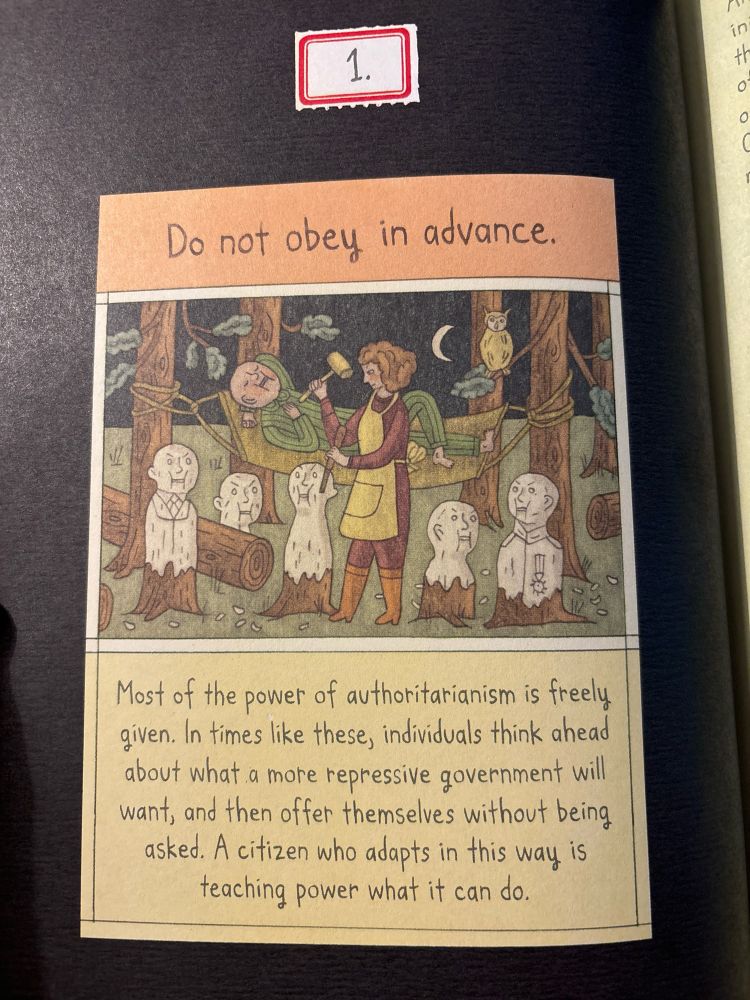 1.
Do not obey in advance.
Most of the power of authoritarianism is freely
given. In times like these, individuals think ahead
about what a more repressive government will
want, and then offer themselves without being
asked. A citizen who adapts in this way is
teaching power what it can do.